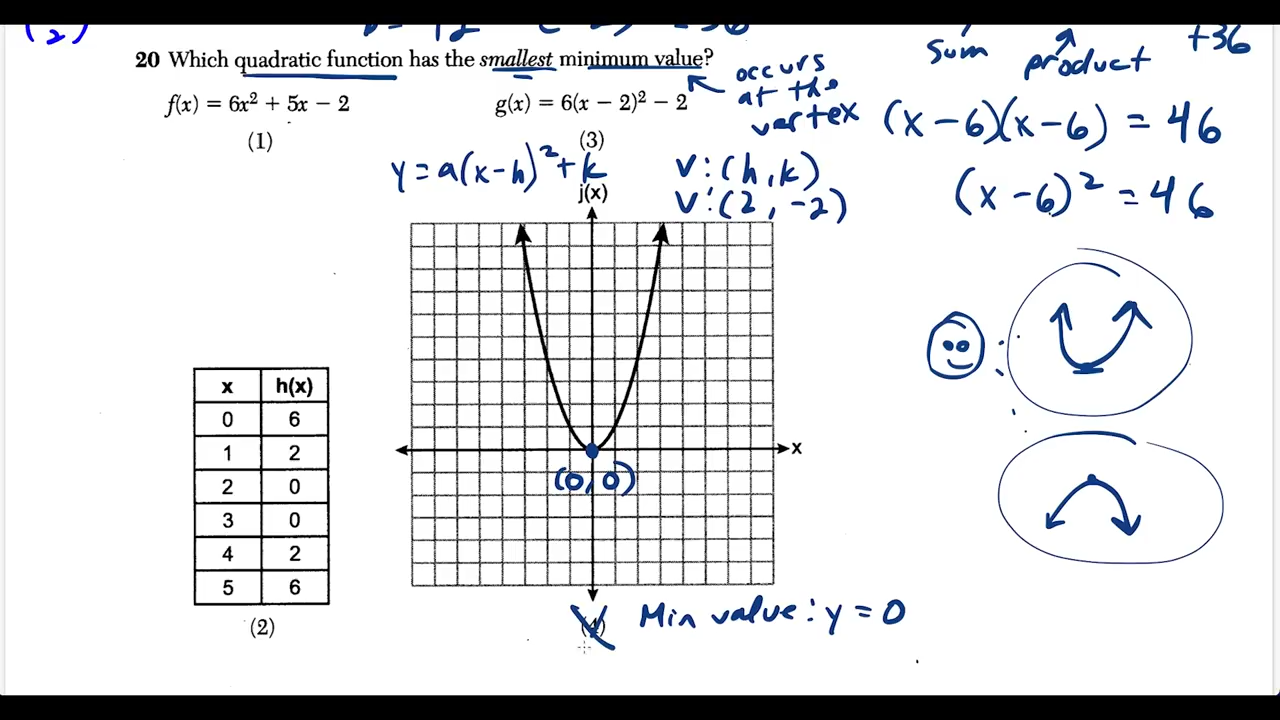 (2)
sum
product
+36
20 Which quadratic function has the smallest minimum value?
occurs
at the
vartex
f(x) = 6x² + 5x − 2
g(x) = 6(x − 2)² − 2
(1)
(3)
(x − 6)(x − 6) = 46
(x − 6)² = 46
y = a(x − h)² + k
V: (h, k)
V: (2, −2)
j(x)
x
(0, 0)
x h(x)
0 6
1 2
2 0
3 0
4 2
5 6
(2)
(4)
Min value: y = 0